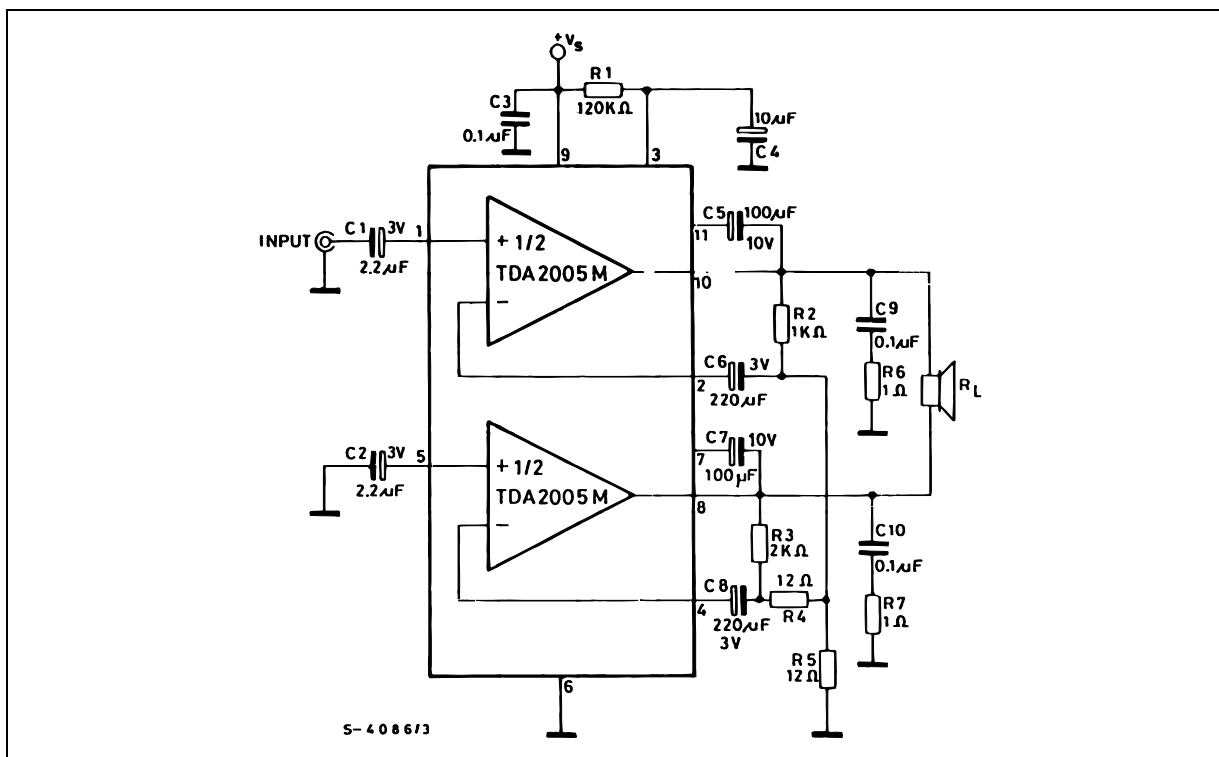 +Vs
R1
120KΩ
C3
0.1µF
10µF
C4
9
3
C5
100µF
10V
11
INPUT
C1
3V
2.2µF
1
+ 1/2
TDA2005M
−
10
R2
1KΩ
C9
0.1µF
R6
1Ω
RL
C6
3V
220µF
2
C7
10V
100µF
7
C2
3V
2.2µF
5
+ 1/2
TDA2005M
−
8
R3
2KΩ
C10
0.1µF
R7
1Ω
C8
220µF
3V
4
12Ω
R4
R5
12Ω
6
S-4086/3